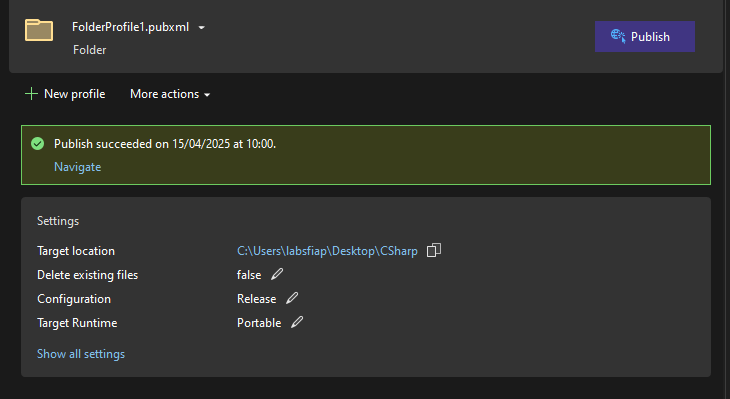 FolderProfile1.pubxml
Folder
Publish
New profile
More actions
Publish succeeded on 15/04/2025 at 10:00.
Navigate
Settings
Target location C:\Users\labsfiap\Desktop\CSharp
Delete existing files false
Configuration Release
Target Runtime Portable
Show all settings